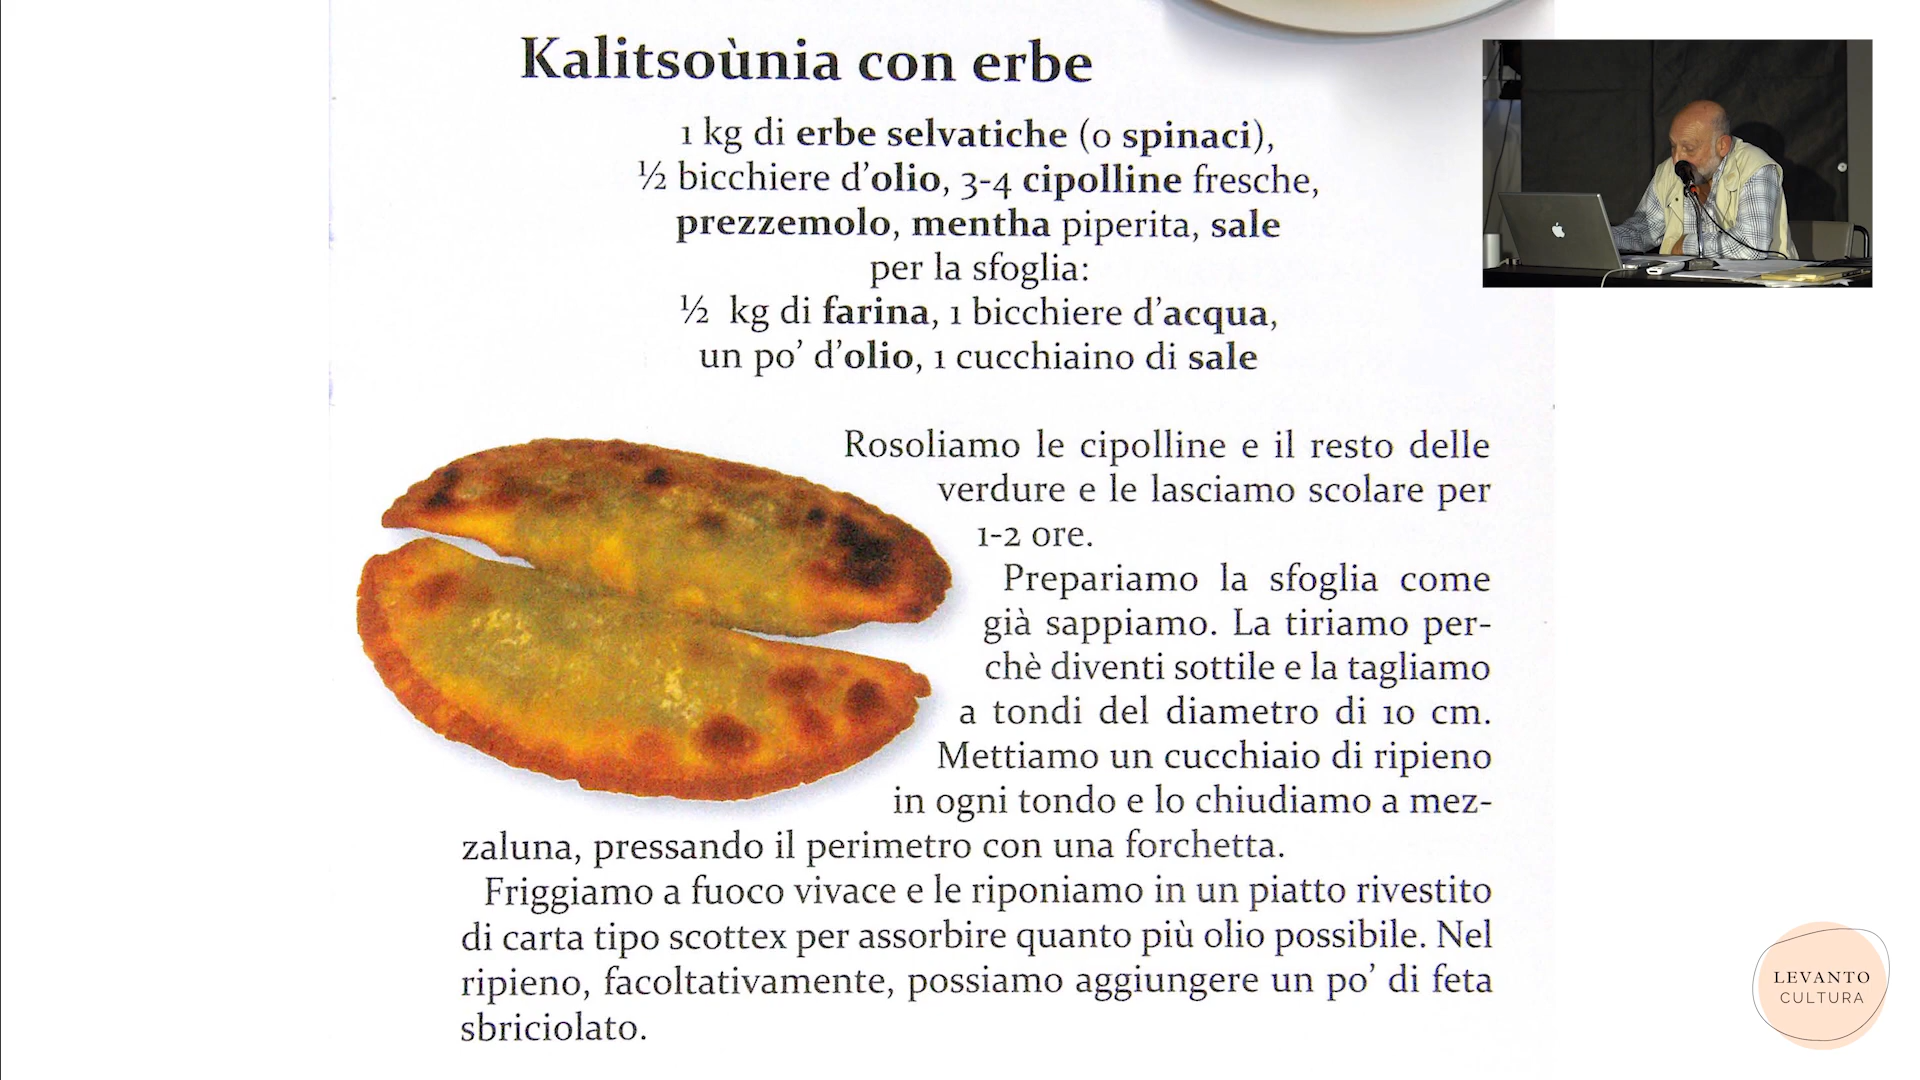 Kalitsoùnia con erbe
1 kg di erbe selvatiche (o spinaci),
½ bicchiere d’olio, 3-4 cipolline fresche,
prezzemolo, mentha piperita, sale
per la sfoglia:
½ kg di farina, 1 bicchiere d’acqua,
un po’ d’olio, 1 cucchiaino di sale
Rosoliamo le cipolline e il resto delle
verdure e le lasciamo scolare per
1-2 ore.
Prepariamo la sfoglia come
già sappiamo. La tiriamo per-
chè diventi sottile e la tagliamo
a tondi del diametro di 10 cm.
Mettiamo un cucchiaio di ripieno
in ogni tondo e lo chiudiamo a mez-
zaluna, pressando il perimetro con una forchetta.
Friggiamo a fuoco vivace e le riponiamo in un piatto rivestito
di carta tipo scottex per assorbire quanto più olio possibile. Nel
ripieno, facoltativamente, possiamo aggiungere un po’ di feta
sbriciolato.
LEVANTO
CULTURA